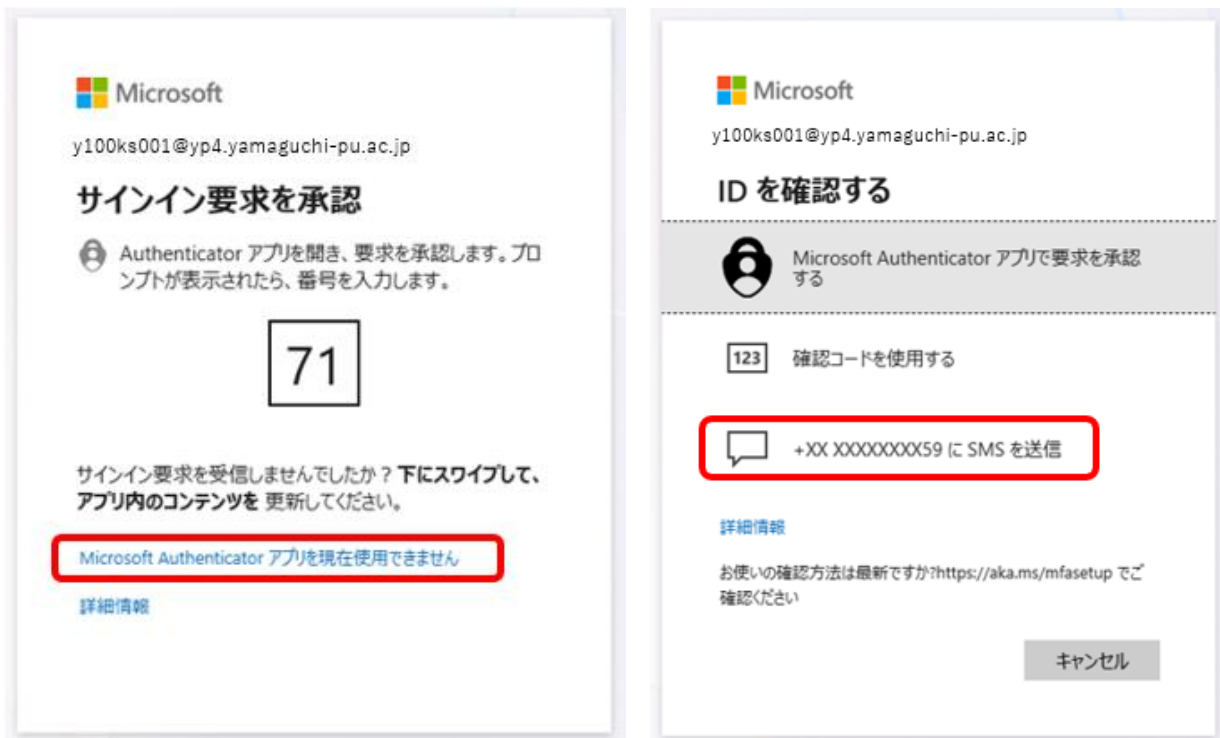 Microsoft
y100ks001@yp4.yamaguchi-pu.ac.jp
サインイン要求を承認
Authenticator アプリを開き、要求を承認します。プロ
ンプトが表示されたら、番号を入力します。
71
サインイン要求を受信しませんでしたか？下にスワイプして、
アプリ内のコンテンツを 更新してください。
Microsoft Authenticator アプリを現在使用できません
詳細情報
Microsoft
y100ks001@yp4.yamaguchi-pu.ac.jp
ID を確認する
Microsoft Authenticator アプリで要求を承認
する
123 確認コードを使用する
+XX XXXXXXXX59 に SMS を送信
詳細情報
お使いの確認方法は最新ですか?https://aka.ms/mfasetup でご
確認ください
キャンセル